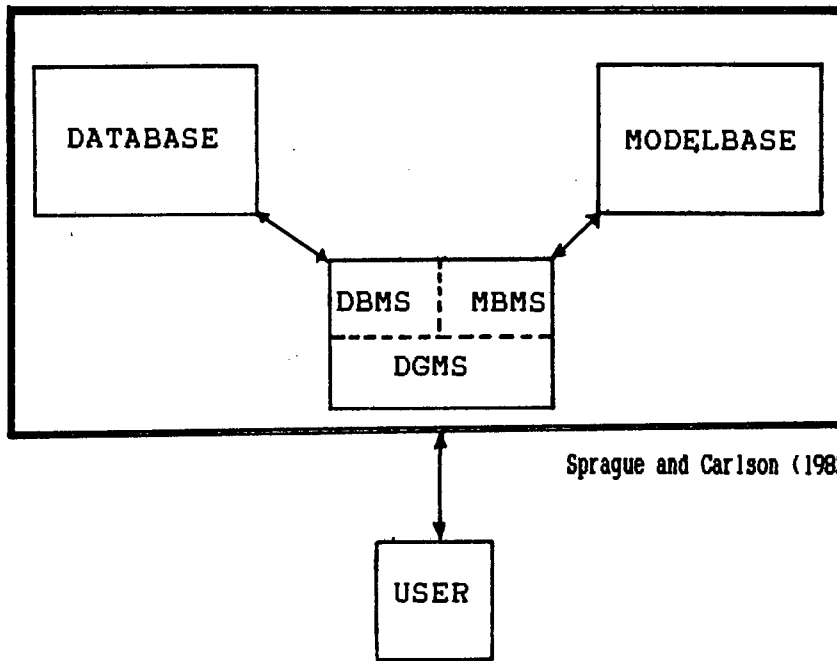 DATABASE
MODELBASE
DBMS
MBMS
DGMS
Sprague and Carlson
USER